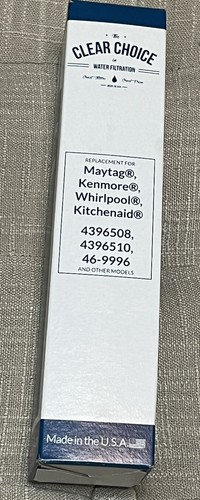 The
CLEAR CHOICE
IN
WATER FILTRATION
REPLACEMENT FOR
Maytag®,
Kenmore®,
Whirlpool®,
Kitchenaid®
4396508,
4396510,
46-9996
AND OTHER MODELS
Made in the U.S.A.